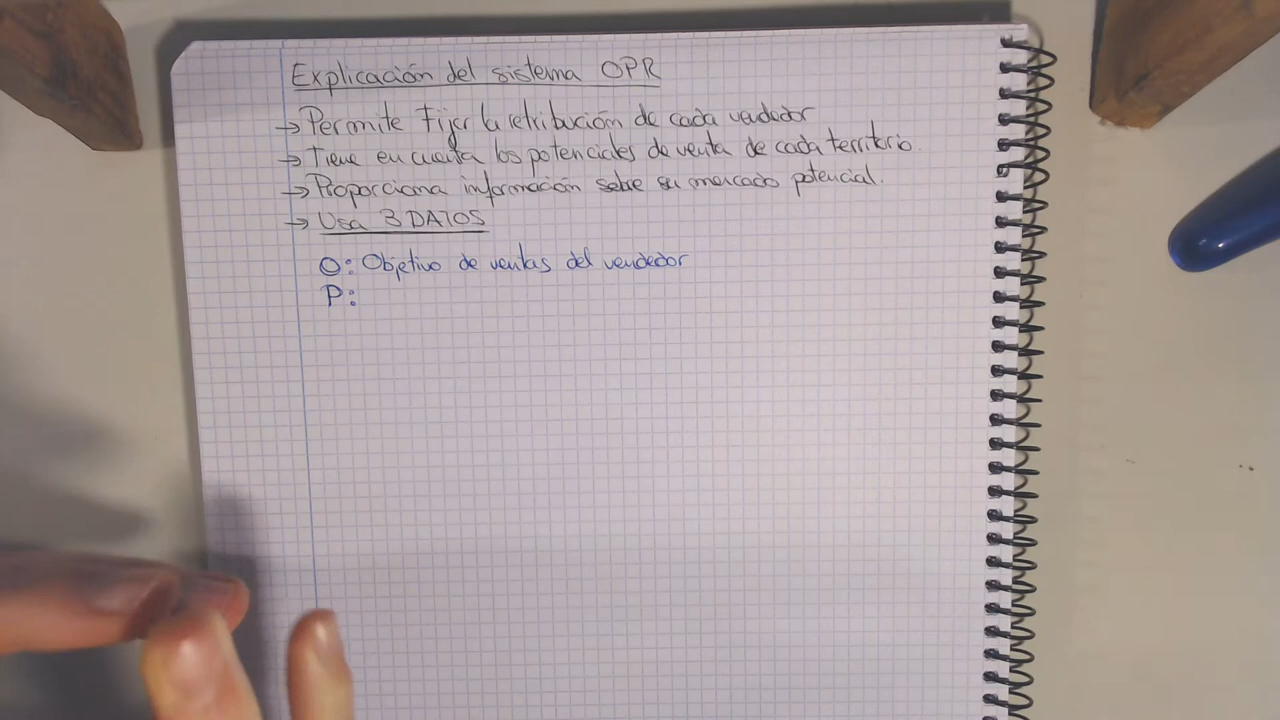 Explicación del sistema OPR
→ Permite Fijar la retribución de cada vendedor
→ Tiene en cuenta los potenciales de venta de cada territorio.
→ Proporciona información sobre su mercado potencial.
→ Usa 3 DATOS
O: Objetivo de ventas del vendedor
P: